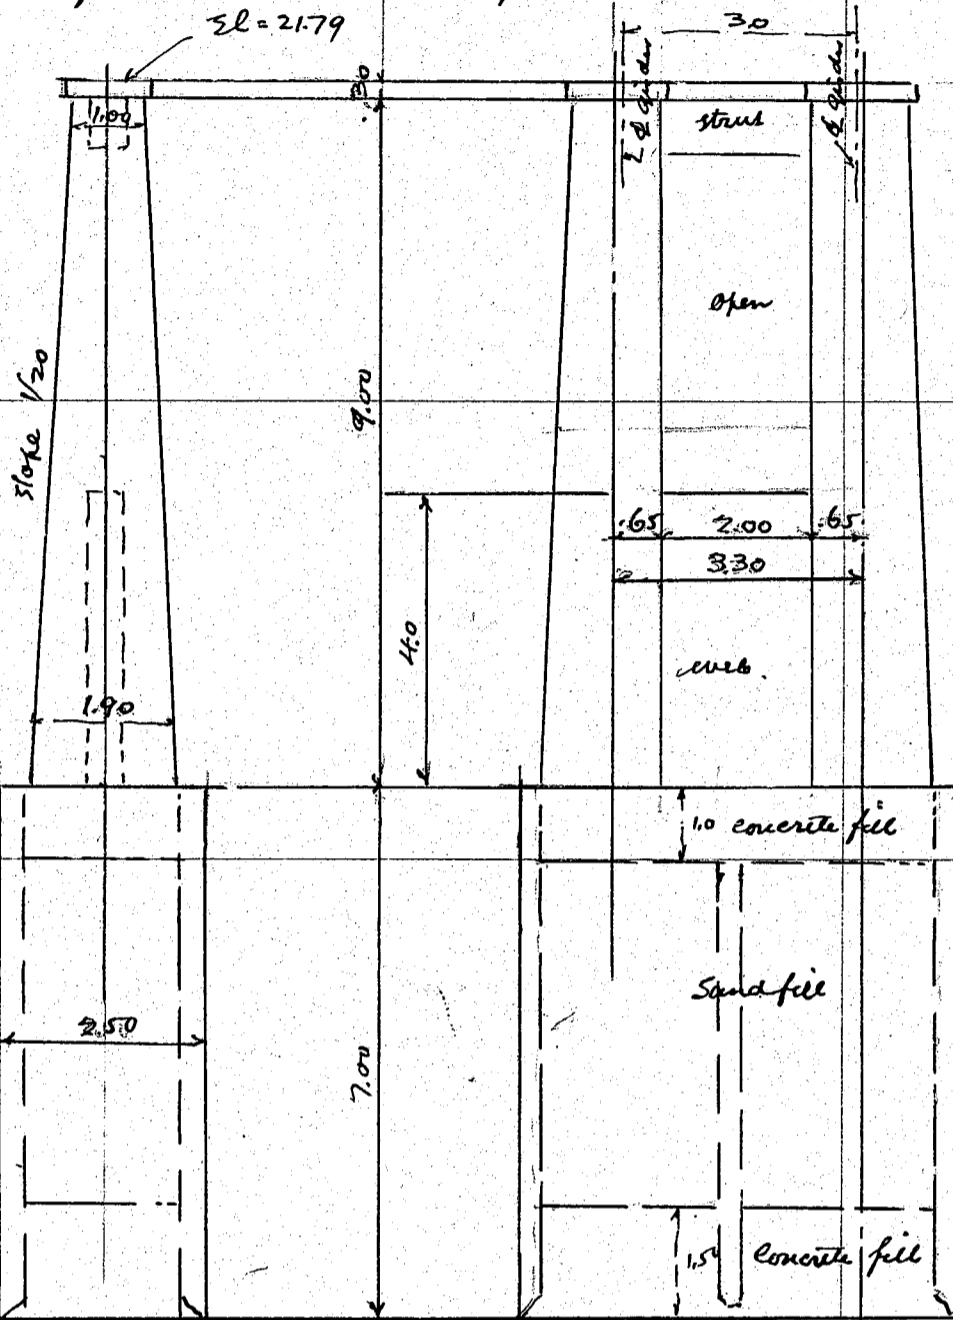 El = 21.79
3.0
.30
¢ girder
¢ girder
1.00
strut
open
slope 1/20
9.00
.65 2.00 .65
3.30
4.0
web.
1.90
1.0 concrete fill
Sand fill
2.50
7.00
1.5 Concrete fill